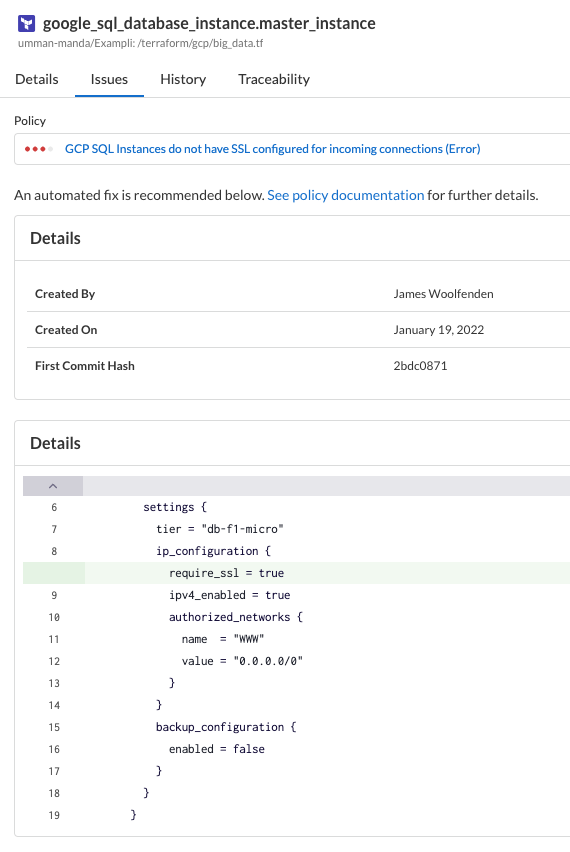 google_sql_database_instance.master_instance
umman-manda/Exampli: /terraform/gcp/big_data.tf
Details Issues History Traceability
Policy
GCP SQL Instances do not have SSL configured for incoming connections (Error)
An automated fix is recommended below. See policy documentation for further details.
Details
Created By James Woolfenden
Created On January 19, 2022
First Commit Hash 2bdc0871
Details
6 settings {
7 tier = "db-f1-micro"
8 ip_configuration {
require_ssl = true
9 ipv4_enabled = true
10 authorized_networks {
11 name  = "WWW"
12 value = "0.0.0.0/0"
13 }
14 }
15 backup_configuration {
16 enabled = false
17 }
18 }
19 }